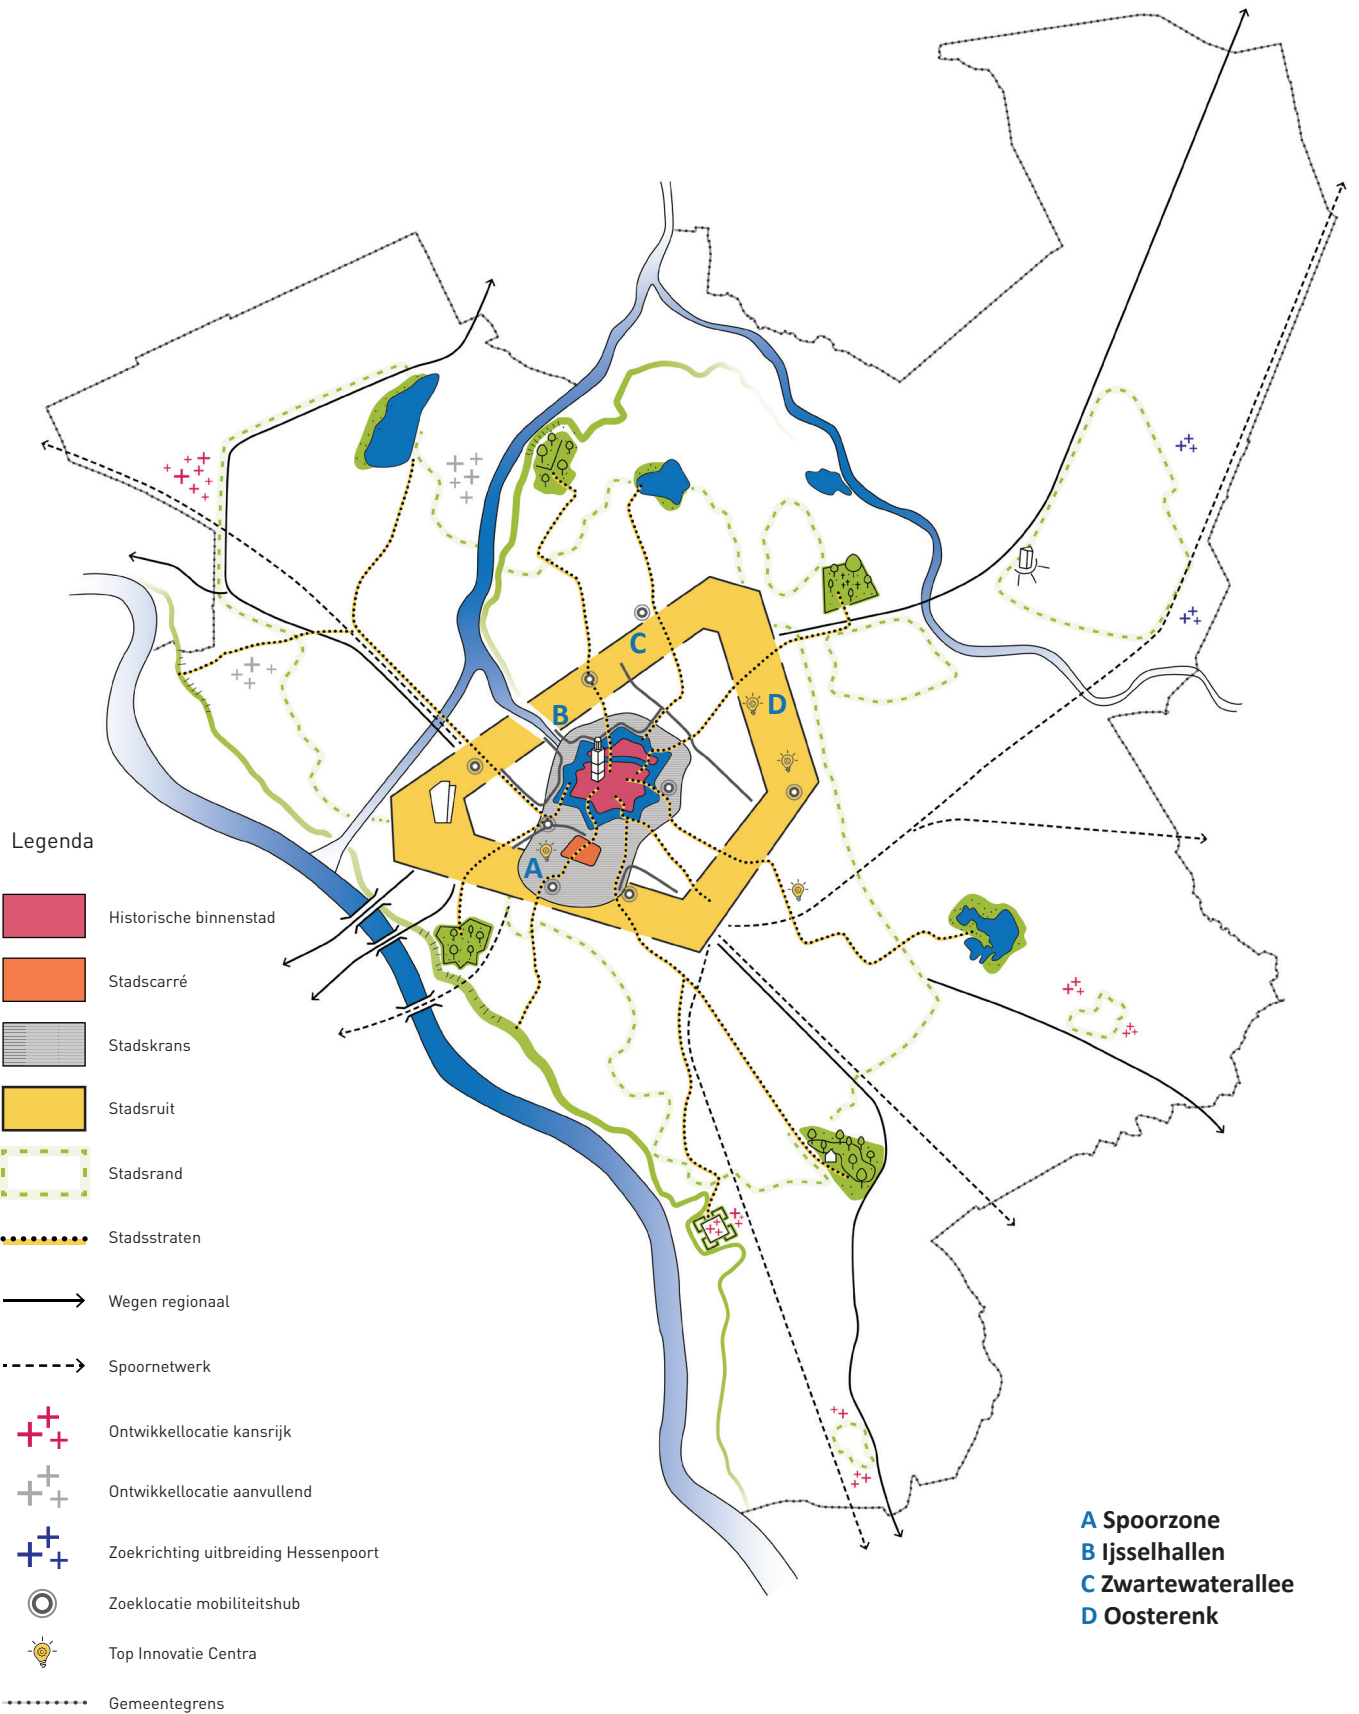 C
D
B
A
Legenda
Historische binnenstad
Stadscarré
Stadskrans
Stadsruit
Stadsrand
Stadsstraten
Wegen regionaal
Spoornetwerk
Ontwikkellocatie kansrijk
Ontwikkellocatie aanvullend
Zoekrichting uitbreiding Hessenpoort
Zoeklocatie mobiliteitshub
Top Innovatie Centra
Gemeentegrens
A Spoorzone
B Ijsselhallen
C Zwartewaterallee
D Oosterenk